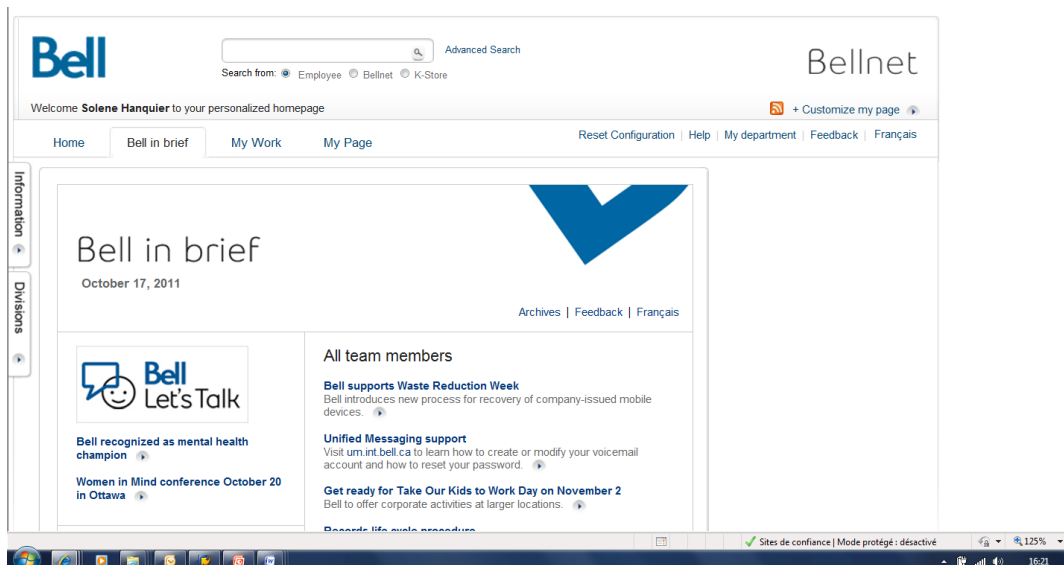 Bell
Advanced Search
Bellnet
Search from: Employee Bellnet K-Store
Welcome Solene Hanquier to your personalized homepage
+ Customize my page
Home Bell in brief My Work My Page
Reset Configuration | Help | My department | Feedback | Français
Information
Divisions
Bell in brief
October 17, 2011
Archives | Feedback | Français
Bell
Let's Talk
Bell recognized as mental health
champion
Women in Mind conference October 20
in Ottawa
All team members
Bell supports Waste Reduction Week
Bell introduces new process for recovery of company-issued mobile
devices.
Unified Messaging support
Visit um.int.bell.ca to learn how to create or modify your voicemail
account and how to reset your password.
Get ready for Take Our Kids to Work Day on November 2
Bell to offer corporate activities at larger locations.
Records life cycle procedure
Sites de confiance | Mode protégé : désactivé
125%
16:21